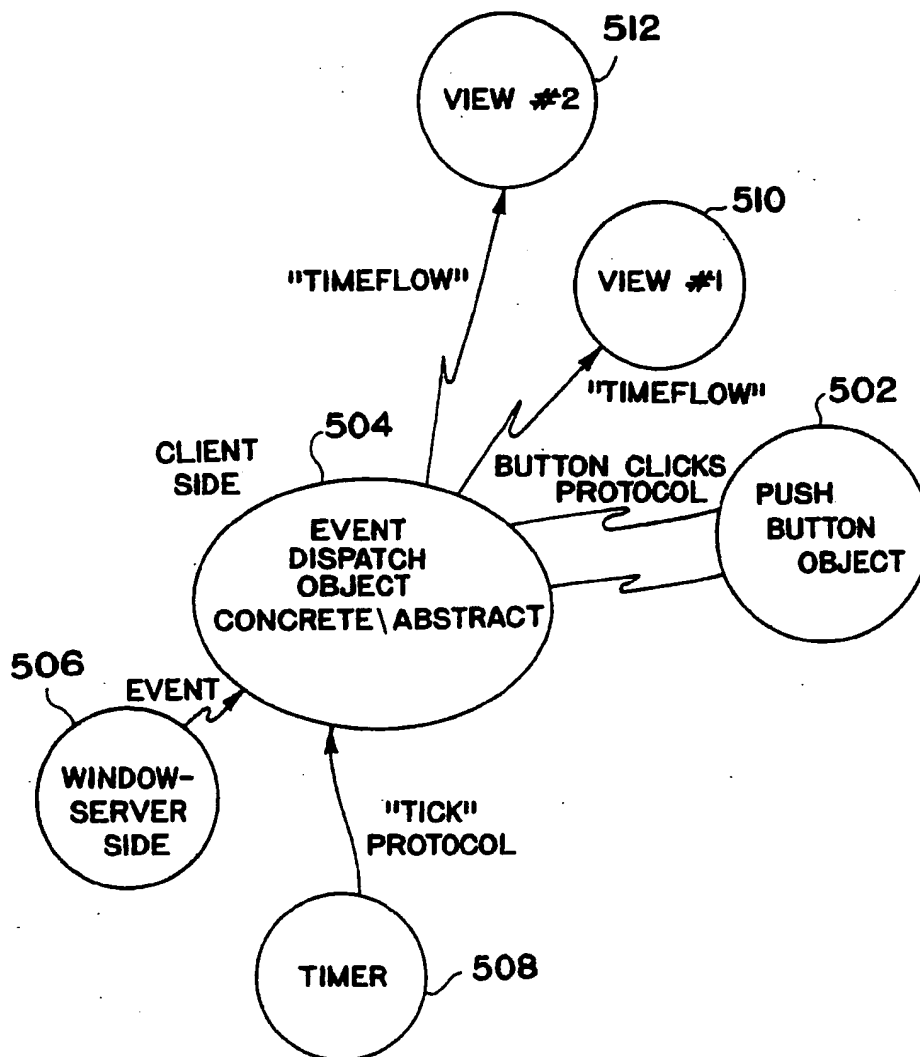 512
VIEW #2
510
VIEW #1
"TIMEFLOW"
"TIMEFLOW"
502
504
CLIENT
SIDE
BUTTON CLICKS
PROTOCOL
PUSH
BUTTON
OBJECT
EVENT
DISPATCH
OBJECT
CONCRETE\ABSTRACT
506
EVENT
WINDOW-
SERVER
SIDE
"TICK"
PROTOCOL
TIMER
508